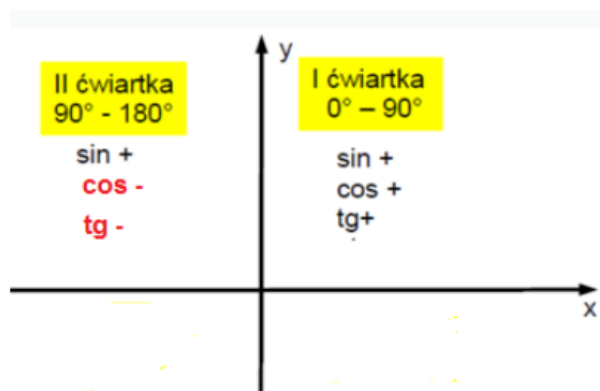 y
II ćwiartka
90° - 180°
sin +
cos -
tg -
I ćwiartka
0° – 90°
sin +
cos +
tg+
x